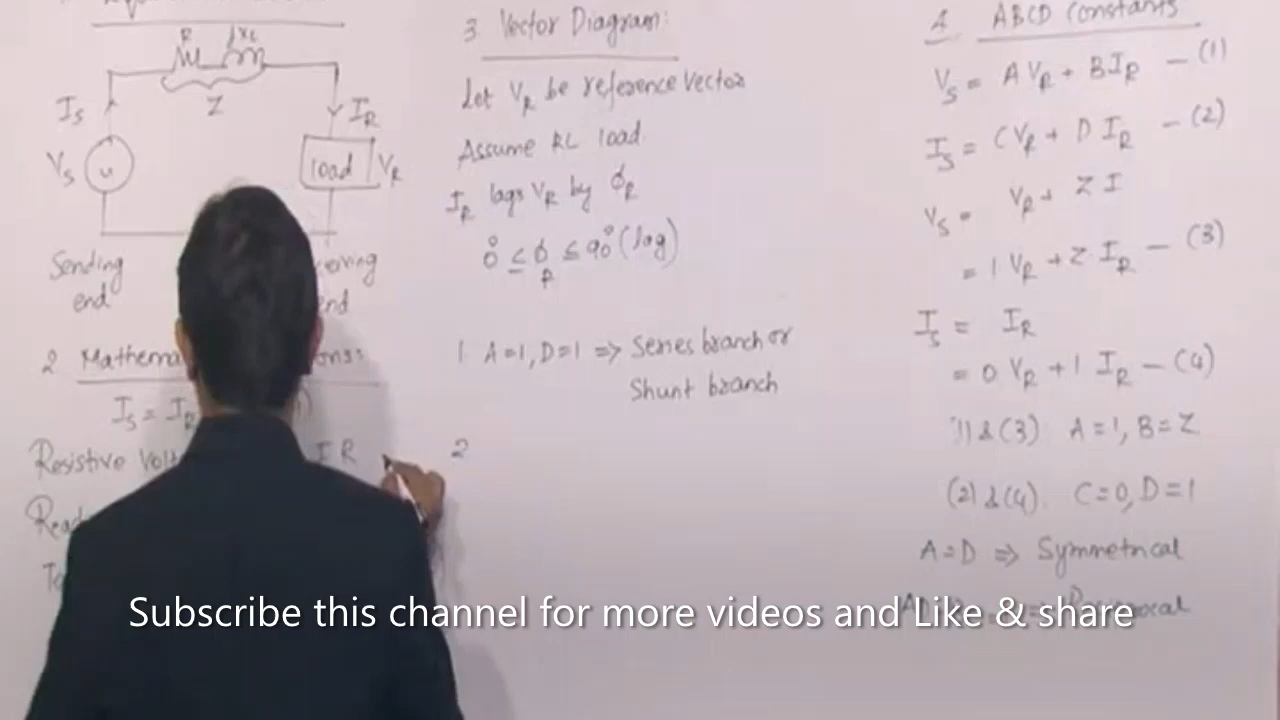 R jXL
Z
IS IR
VS load VR
Sending
end end
2 Mathema
IS = IR
Resistive Volt IR
3 Vector Diagram:
Let VR be reference Vector
Assume RL load
IR lags VR by ϕR
0° ≤ ϕR ≤ 90° (lag)
1 A=1, D=1 => Series branch or
Shunt branch
2
4 ABCD Constants
VS = A VR + B IR — (1)
IS = C VR + D IR — (2)
VS = VR + Z I
= 1 VR + Z IR — (3)
IS = IR
= 0 VR + 1 IR — (4)
1) & (3) A=1, B=Z
(2) & (4). C=0, D=1
A=D => Symmetrical
Subscribe this channel for more videos and Like & share